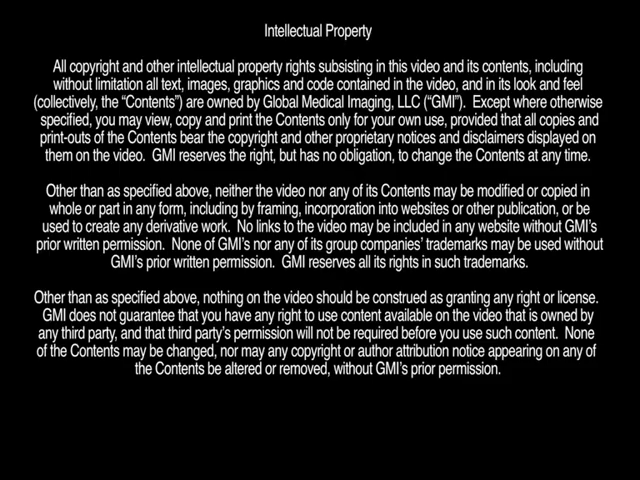 Intellectual Property
All copyright and other intellectual property rights subsisting in this video and its contents, including
without limitation all text, images, graphics and code contained in the video, and in its look and feel
(collectively, the “Contents”) are owned by Global Medical Imaging, LLC (“GMI”).  Except where otherwise
specified, you may view, copy and print the Contents only for your own use, provided that all copies and
print-outs of the Contents bear the copyright and other proprietary notices and disclaimers displayed on
them on the video.  GMI reserves the right, but has no obligation, to change the Contents at any time.
Other than as specified above, neither the video nor any of its Contents may be modified or copied in
whole or part in any form, including by framing, incorporation into websites or other publication, or be
used to create any derivative work.  No links to the video may be included in any website without GMI’s
prior written permission.  None of GMI’s nor any of its group companies’ trademarks may be used without
GMI’s prior written permission.  GMI reserves all its rights in such trademarks.
Other than as specified above, nothing on the video should be construed as granting any right or license.
GMI does not guarantee that you have any right to use content available on the video that is owned by
any third party, and that third party’s permission will not be required before you use such content.  None
of the Contents may be changed, nor may any copyright or author attribution notice appearing on any of
the Contents be altered or removed, without GMI’s prior permission.